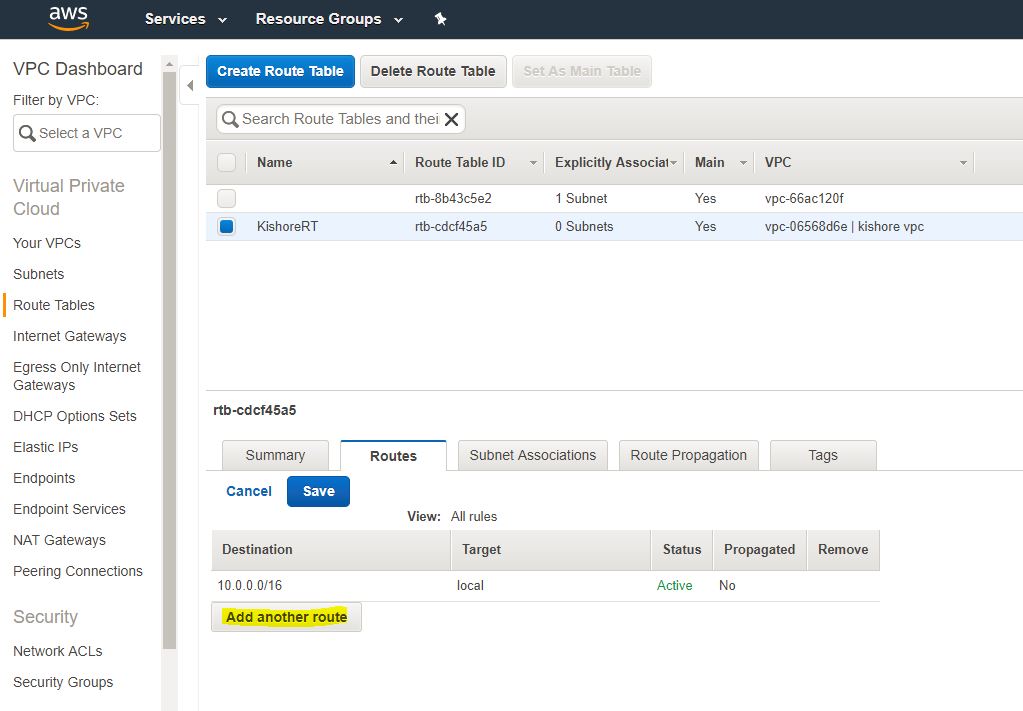 aws Services Resource Groups
VPC Dashboard
Filter by VPC:
Select a VPC
Virtual Private
Cloud
Your VPCs
Subnets
Route Tables
Internet Gateways
Egress Only Internet
Gateways
DHCP Options Sets
Elastic IPs
Endpoints
Endpoint Services
NAT Gateways
Peering Connections
Security
Network ACLs
Security Groups
Create Route Table Delete Route Table Set As Main Table
Search Route Tables and thei
Name Route Table ID Explicitly Associat Main VPC
rtb-8b43c5e2 1 Subnet Yes vpc-66ac120f
KishoreRT rtb-cdcf45a5 0 Subnets Yes vpc-06568d6e | kishore vpc
rtb-cdcf45a5
Summary Routes Subnet Associations Route Propagation Tags
Cancel Save
View: All rules
Destination Target Status Propagated Remove
10.0.0.0/16 local Active No
Add another route